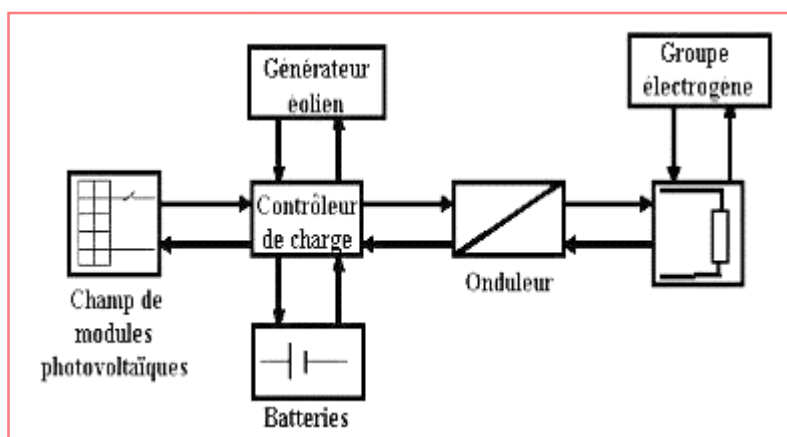 Générateur
éolien
Groupe
électrogène
Contrôleur
de charge
Onduleur
Champ de
modules
photovoltaïques
Batteries